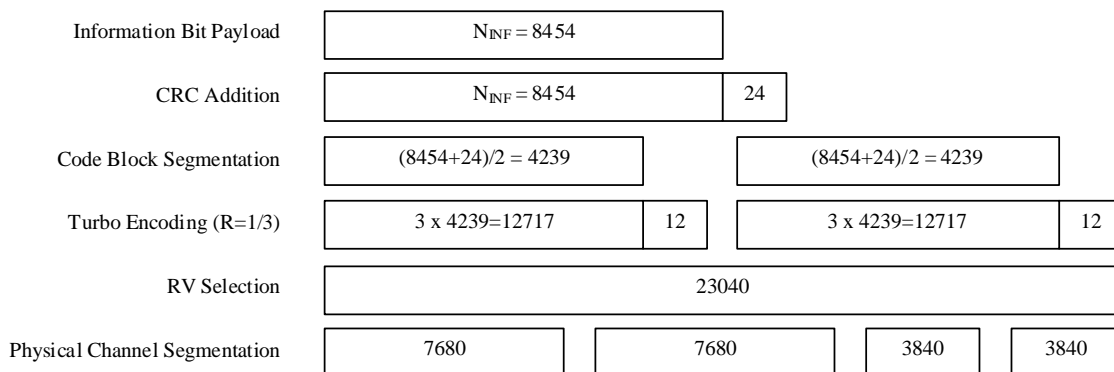 Information Bit Payload N_INF = 8454
CRC Addition N_INF = 8454 24
Code Block Segmentation (8454+24)/2 = 4239 (8454+24)/2 = 4239
Turbo Encoding (R=1/3) 3 x 4239=12717 12 3 x 4239=12717 12
RV Selection 23040
Physical Channel Segmentation 7680 7680 3840 3840